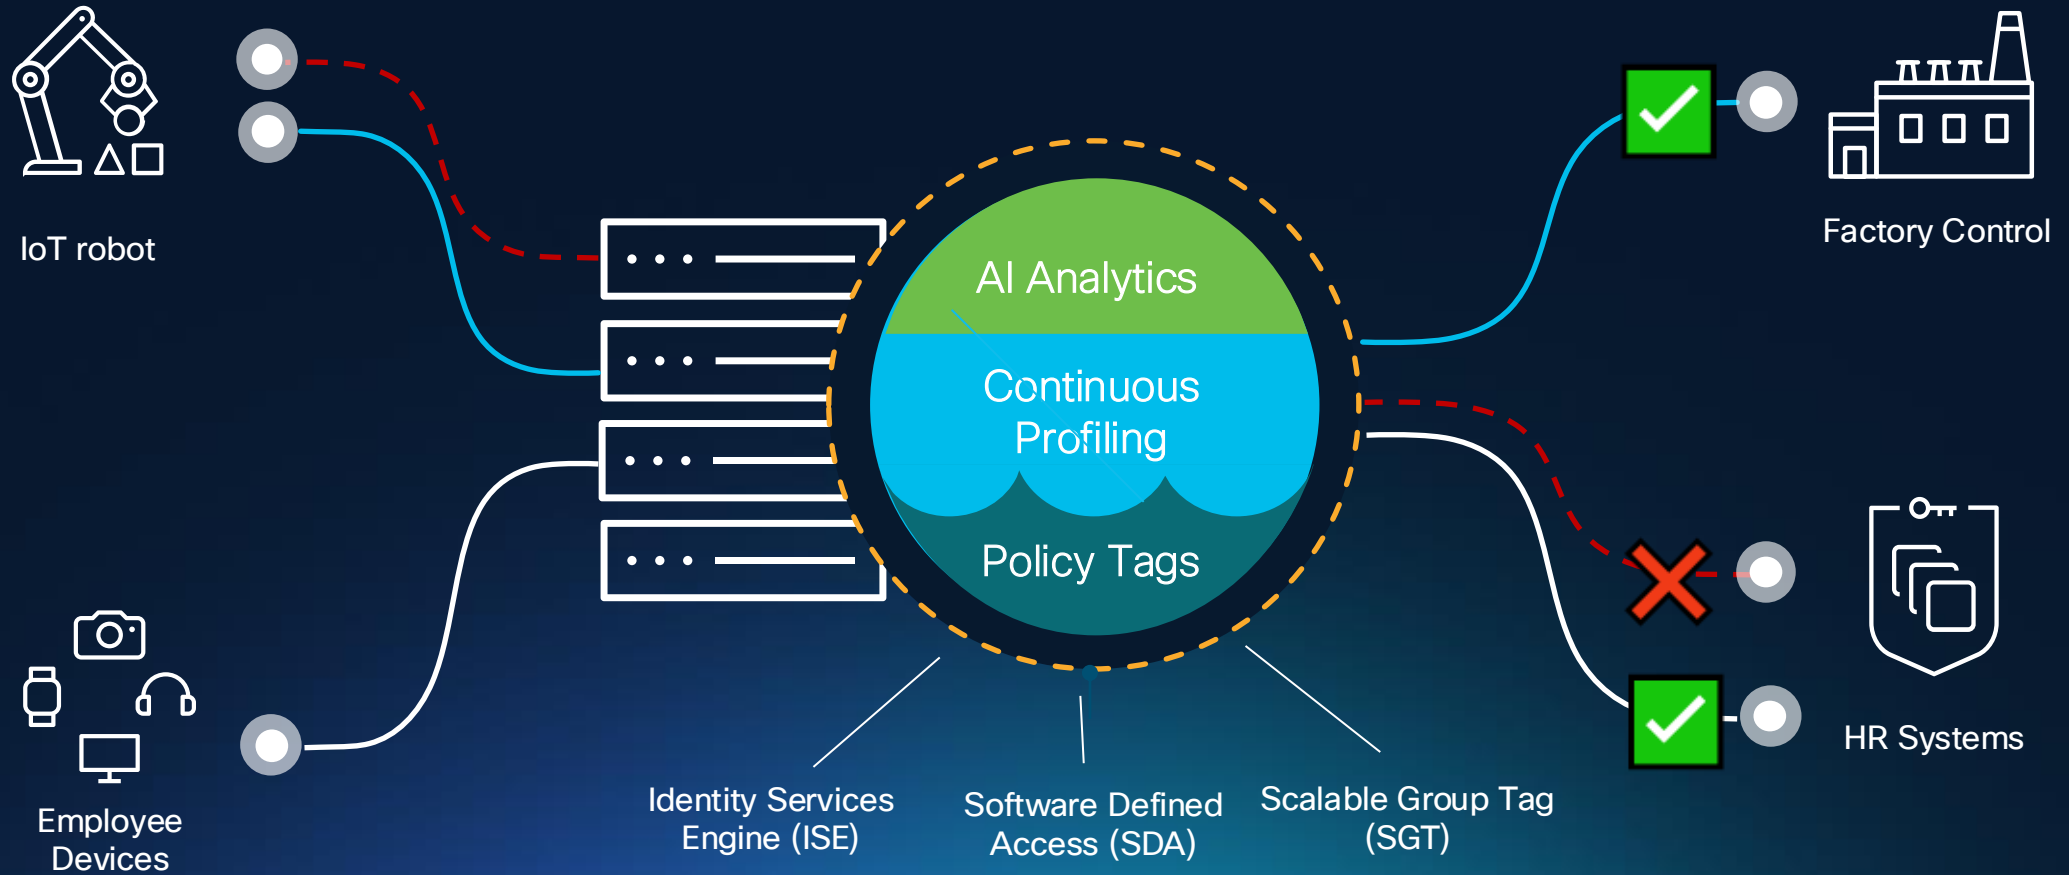 IoT robot
Factory Control
AI Analytics
Continuous
Profiling
Policy Tags
HR Systems
Employee
Devices
Identity Services
Engine (ISE)
Software Defined
Access (SDA)
Scalable Group Tag
(SGT)